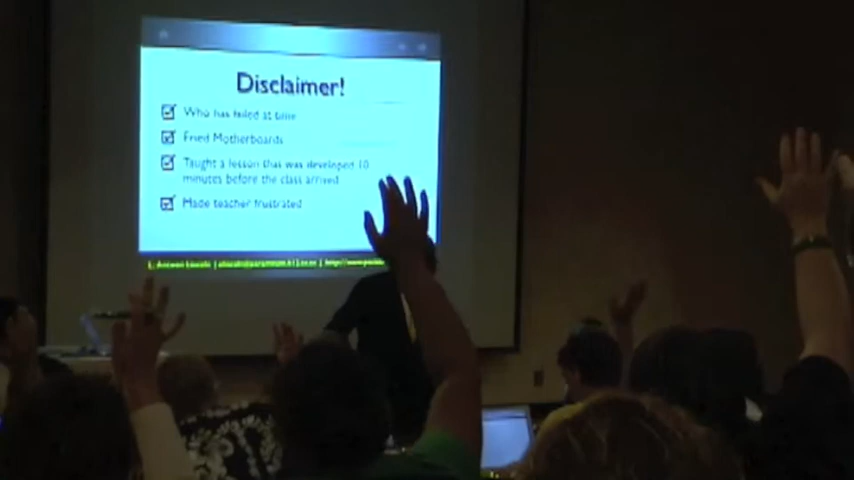 Disclaimer!
Who has failed at time
Fried Motherboards
Taught a lesson that was developed 10
minutes before the class arrived
Made teacher frustrated